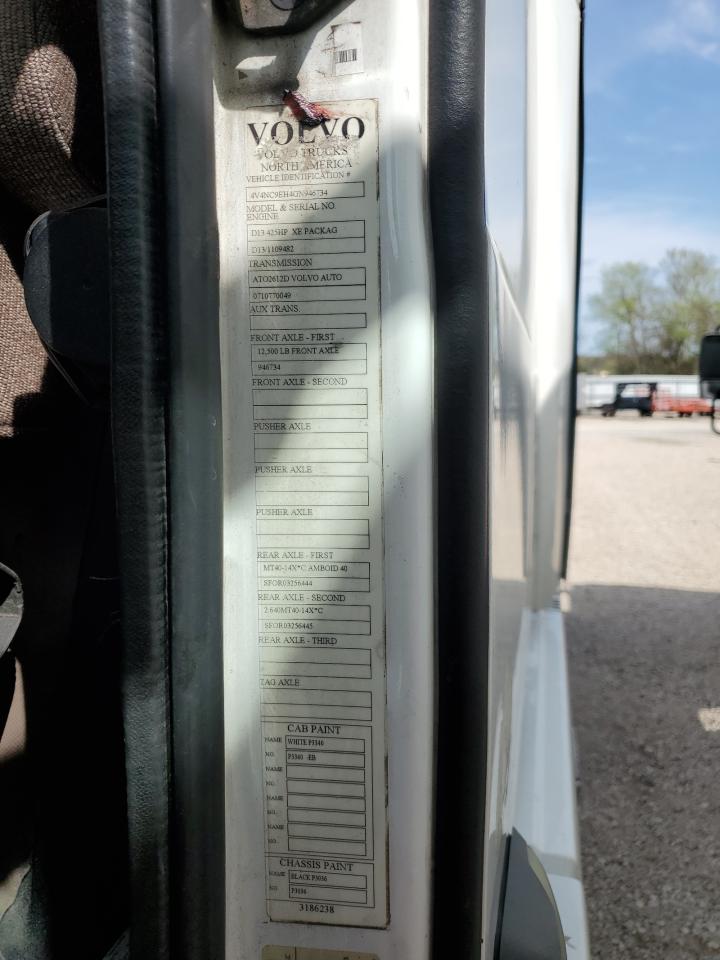 VOLVO
VOLVO TRUCKS
NORTH AMERICA
VEHICLE IDENTIFICATION #
4V4NC9EH4GN946734
MODEL & SERIAL NO.
ENGINE
D13 425HP XE PACKAG
D13/1109482
TRANSMISSION
ATO2612D VOLVO AUTO
0710770049
AUX TRANS.
FRONT AXLE - FIRST
12,500 LB FRONT AXLE
946734
FRONT AXLE - SECOND
PUSHER AXLE
PUSHER AXLE
PUSHER AXLE
REAR AXLE - FIRST
MT40-14X*C AMBOID 40
SFOR03256444
REAR AXLE - SECOND
2.640MT40-14X*C
SFOR03256445
REAR AXLE - THIRD
TAG AXLE
CAB PAINT
NAME WHITE P3340
NO. P3340 ÆB
NAME
NO.
NAME
NO.
NAME
NO.
CHASSIS PAINT
NAME BLACK P3036
NO P3036
3186238